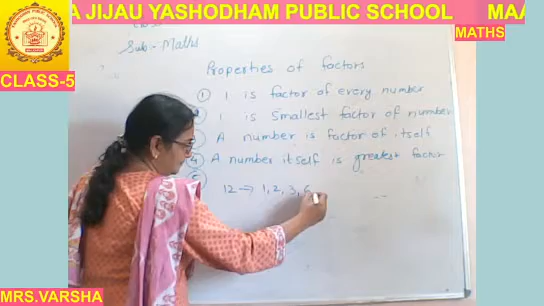 A JIJAU YASHODHAM PUBLIC SCHOOL MAA
MATHS
CLASS-5
Sub:- Maths
Properties of factors
① 1 is factor of every number
1 is smallest factor of number
A number is factor of itself
④ A number itself is greatest factor
12 → 1, 2, 3, 6
MRS.VARSHA